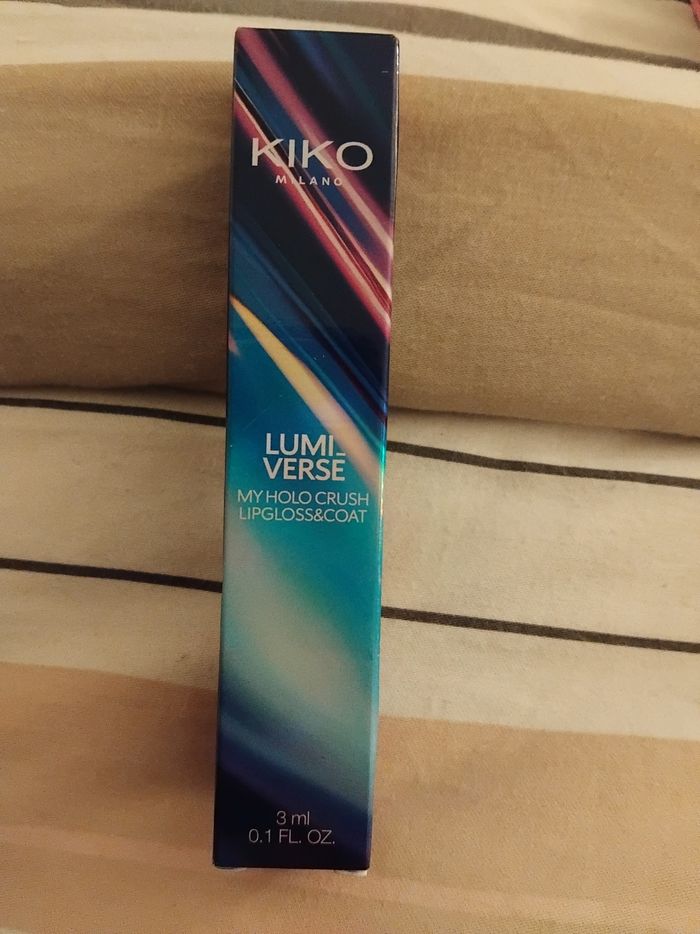 KIKO
MILANO
LUMI_
VERSE
MY HOLO CRUSH
LIPGLOSS&COAT
3 ml
0.1 FL. OZ.